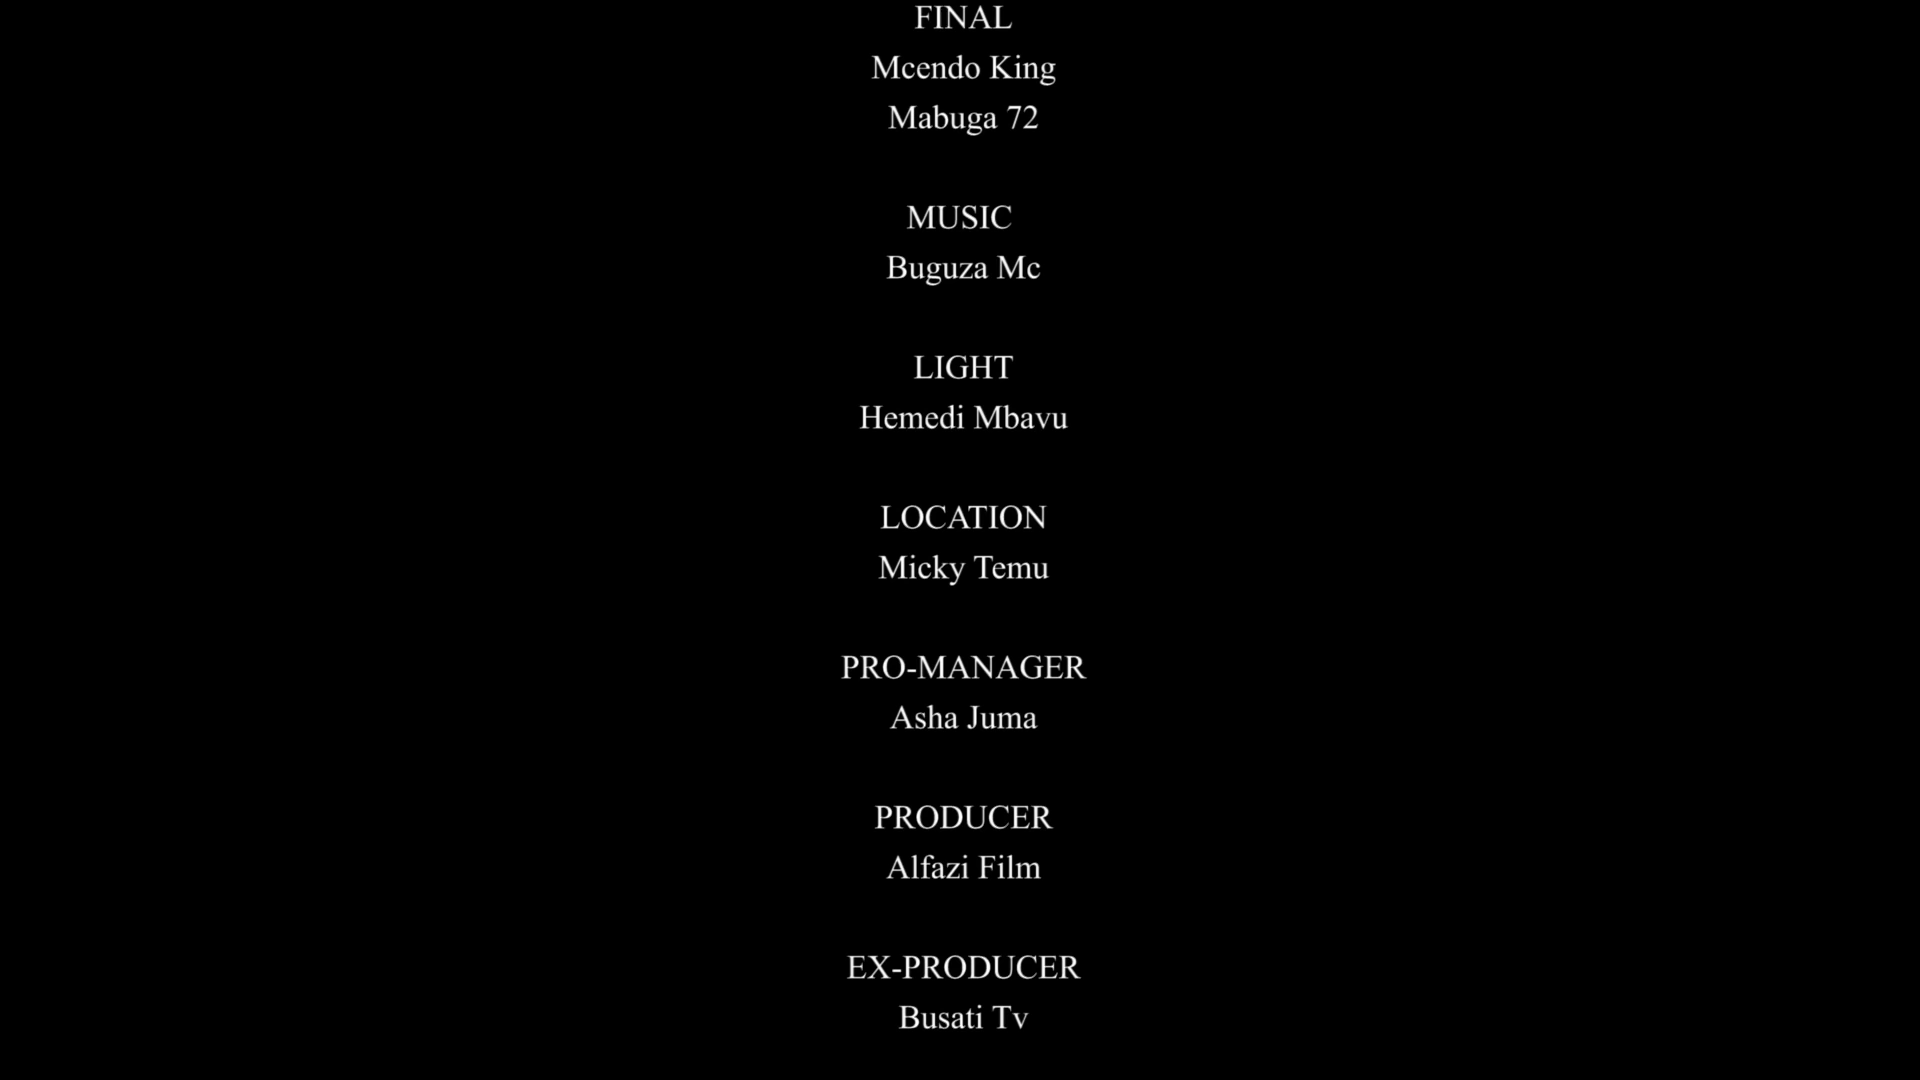 FINAL
Mcendo King
Mabuga 72
MUSIC
Buguza Mc
LIGHT
Hemedi Mbavu
LOCATION
Micky Temu
PRO-MANAGER
Asha Juma
PRODUCER
Alfazi Film
EX-PRODUCER
Busati Tv